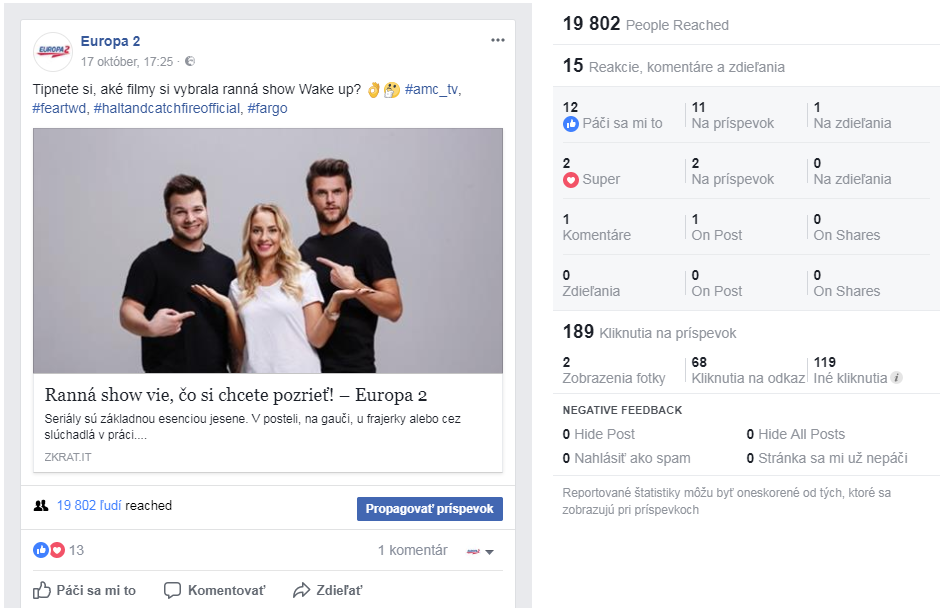 EUROPA 2
Europa 2
17 október, 17:25 ·
Tipnete si, aké filmy si vybrala ranná show Wake up? 👌🤔 #amc_tv,
#feartwd, #haltandcatchfireofficial, #fargo
Ranná show vie, čo si chcete pozrieť! – Europa 2
Seriály sú základnou esenciou jesene. V posteli, na gauči, u frajerky alebo cez
slúchadlá v práci....
ZKRAT.IT
19 802 ľudí reached
Propagovať príspevok
13
1 komentár
Páči sa mi to
Komentovať
Zdieľať
19 802 People Reached
15 Reakcie, komentáre a zdieľania
12 11 1
Páči sa mi to Na príspevok Na zdieľania
2 2 0
Super Na príspevok Na zdieľania
1 1 0
Komentáre On Post On Shares
0 0 0
Zdieľania On Post On Shares
189 Kliknutia na príspevok
2 68 119
Zobrazenia fotky Kliknutia na odkaz Iné kliknutia i
NEGATIVE FEEDBACK
0 Hide Post 0 Hide All Posts
0 Nahlásiť ako spam 0 Stránka sa mi už nepáči
Reportované štatistiky môžu byť oneskorené od tých, ktoré sa
zobrazujú pri príspevkoch